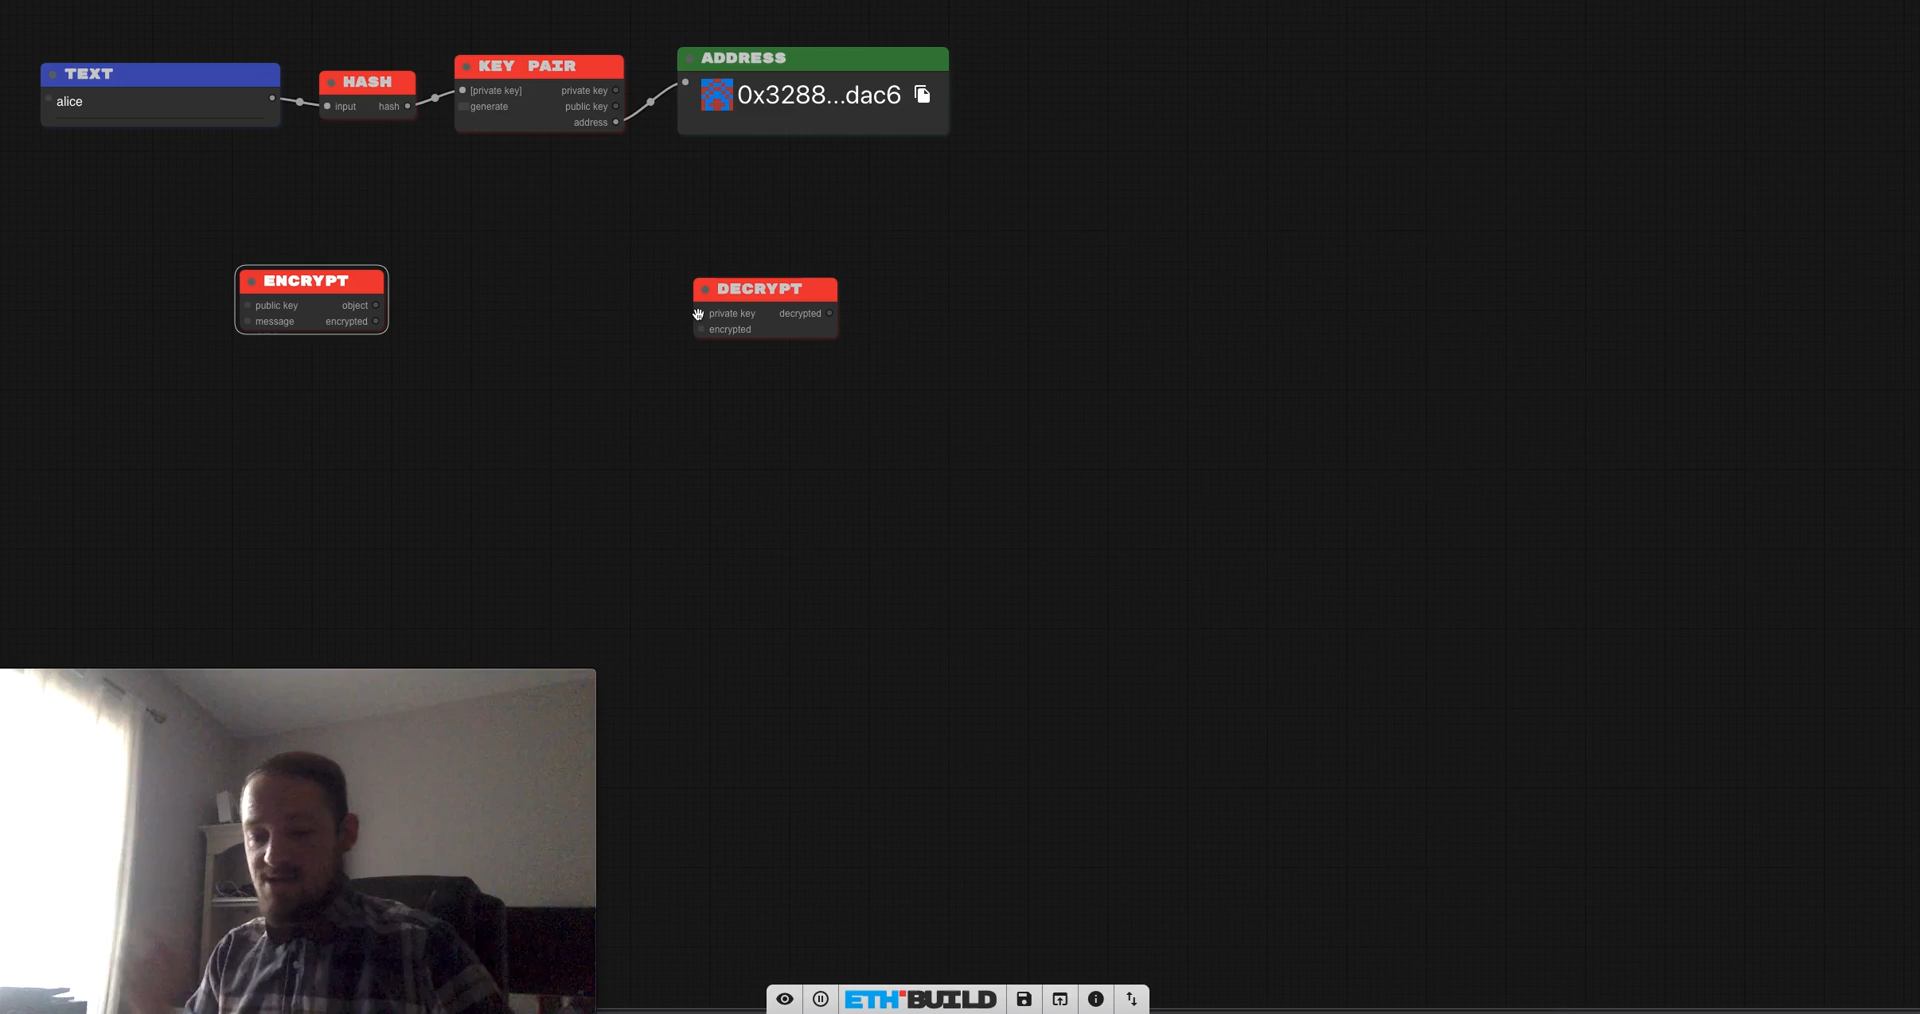 TEXT
alice
HASH
input hash
KEY PAIR
[private key] private key
generate public key
address
ADDRESS
0x3288...dac6
ENCRYPT
public key object
message encrypted
DECRYPT
private key decrypted
encrypted
ETH BUILD